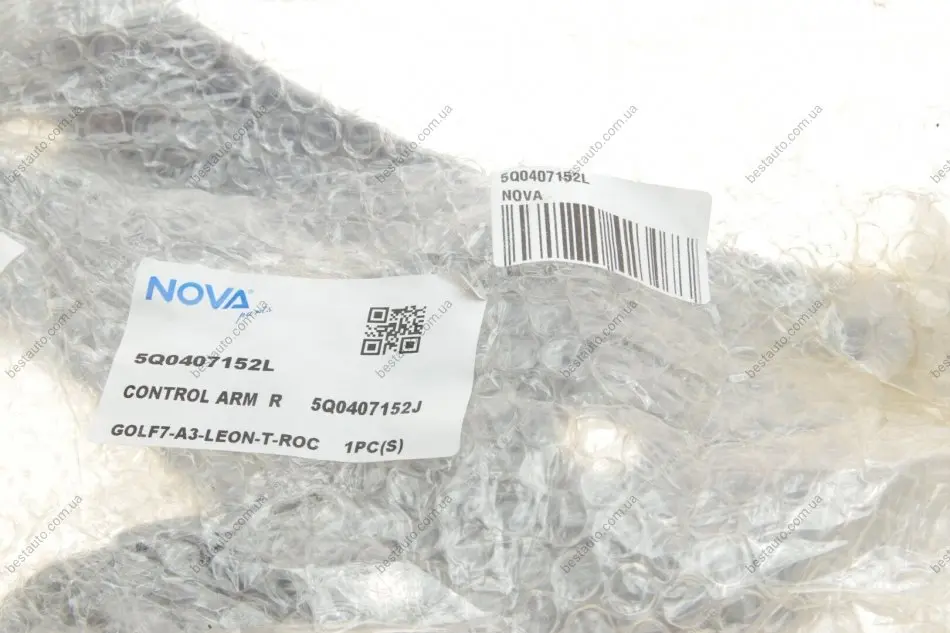 5Q0407152L
NOVA
NOVA
5Q0407152L
CONTROL ARM R 5Q0407152J
GOLF7-A3-LEON-T-ROC 1PC(S)
bestauto.com.ua